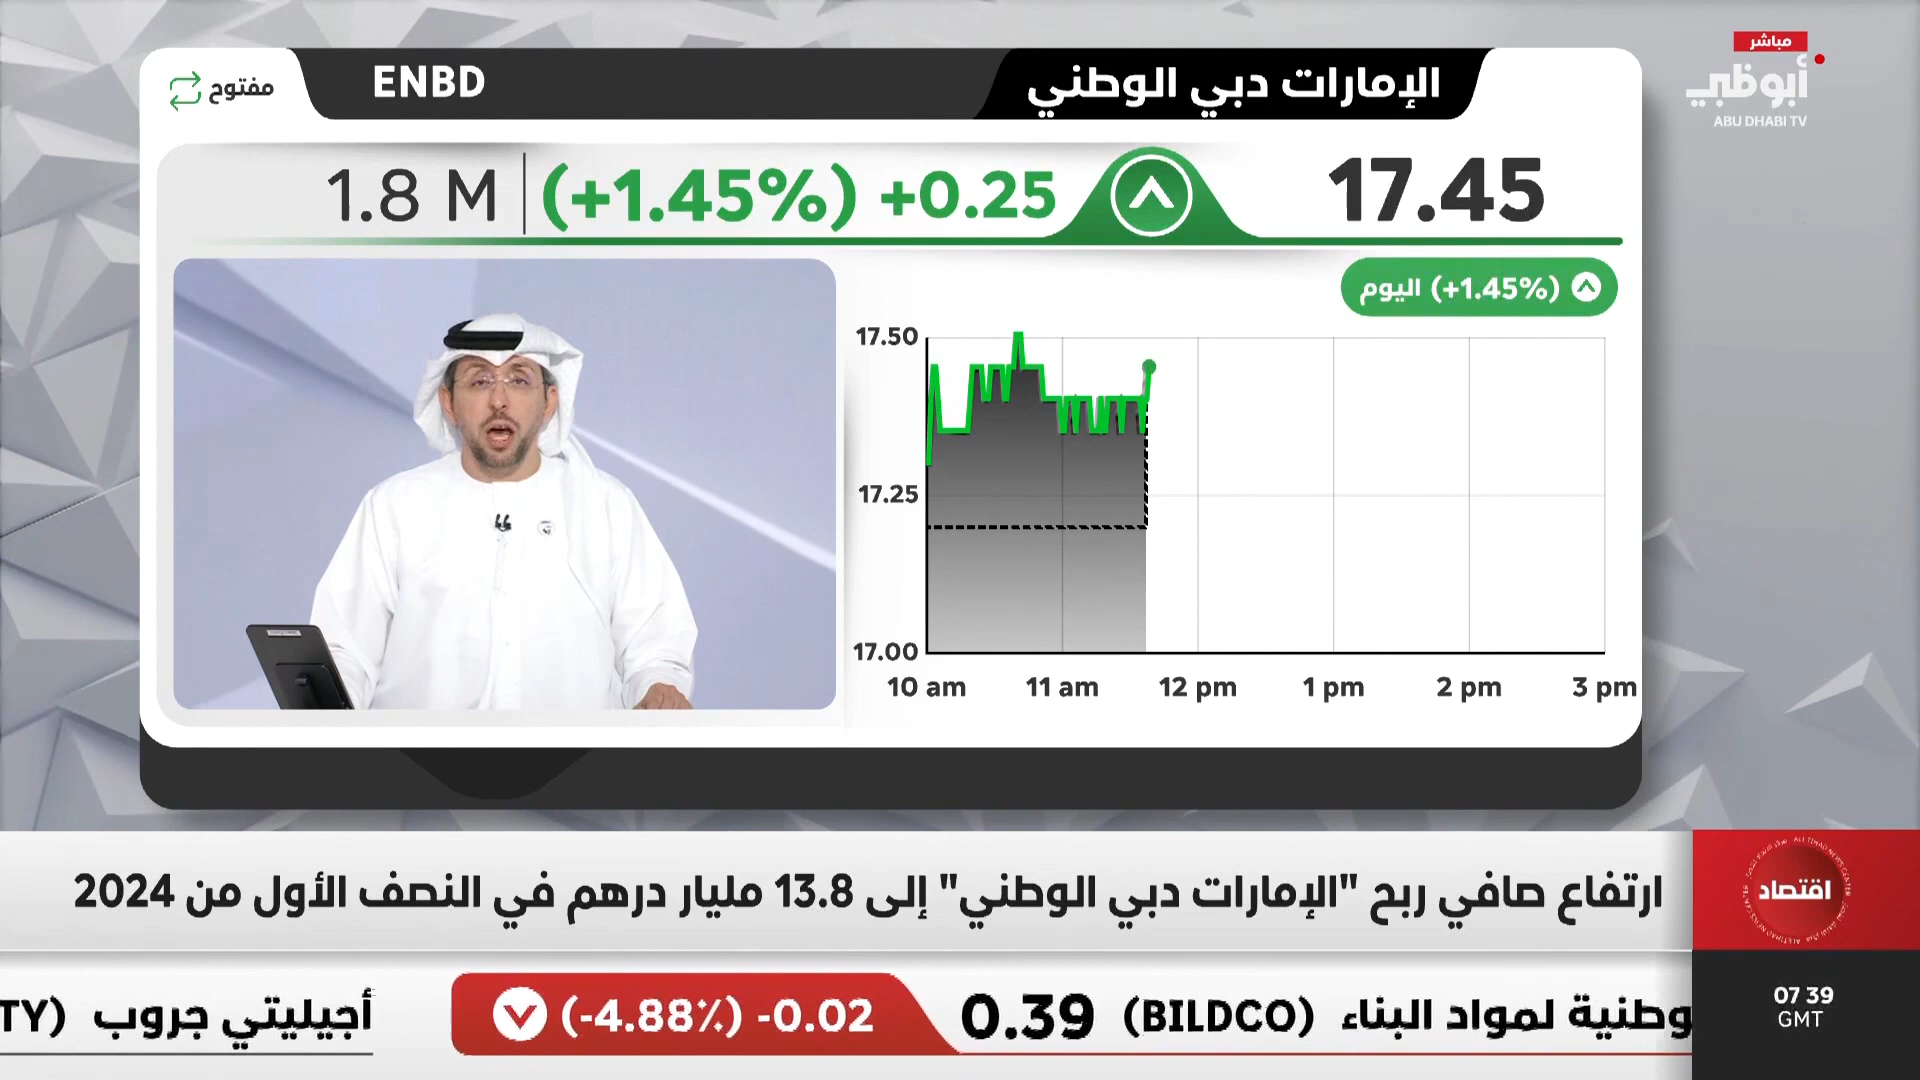 مباشر
أبوظبي
ABU DHABI TV
الإمارات دبي الوطني
ENBD
مفتوح
17.45
+0.25 (+1.45%)
1.8 M
(+1.45%) اليوم
17.50
17.25
17.00
10 am 11 am 12 pm 1 pm 2 pm 3 pm
اقتصاد
ارتفاع صافي ربح "الإمارات دبي الوطني" إلى 13.8 مليار درهم في النصف الأول من 2024
وطنية لمواد البناء (BILDCO) 0.39 -0.02 (-4.88٪) أجيليتي جروب (TY
07 39
GMT